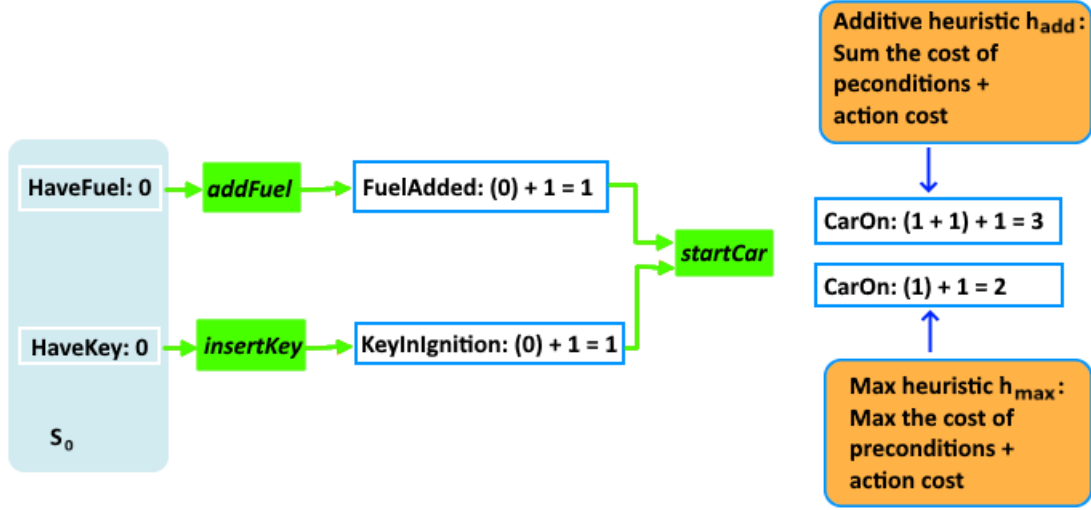 Additive heuristic hadd:
Sum the cost of
peconditions +
action cost
HaveFuel: 0
addFuel
FuelAdded: (0) + 1 = 1
CarOn: (1 + 1) + 1 = 3
startCar
CarOn: (1) + 1 = 2
HaveKey: 0
insertKey
KeyInIgnition: (0) + 1 = 1
S0
Max heuristic hmax:
Max the cost of
preconditions +
action cost